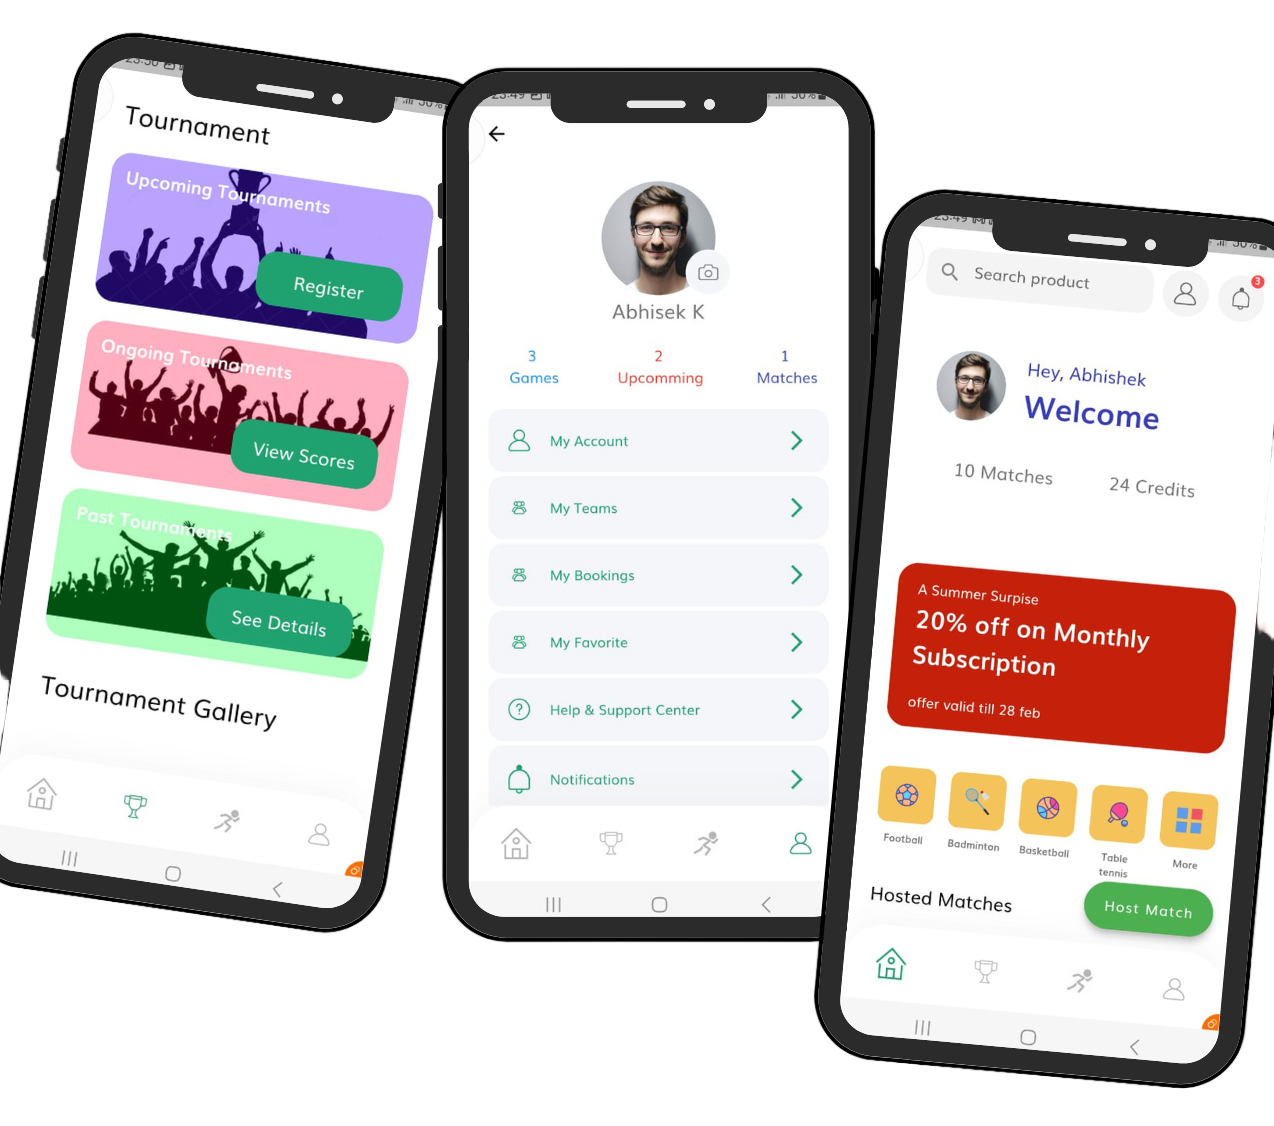 Tournament
Upcoming Tournaments
Register
Ongoing Tournaments
View Scores
Past Tournaments
See Details
Tournament Gallery
23:49
Abhisek K
3
2
1
Games
Upcomming
Matches
My Account
My Teams
My Bookings
My Favorite
Help & Support Center
Notifications
Search product
3
Hey, Abhishek
Welcome
10 Matches
24 Credits
A Summer Surpise
20% off on Monthly
Subscription
offer valid till 28 feb
Football
Badminton
Basketball
Table
tennis
More
Hosted Matches
Host Match